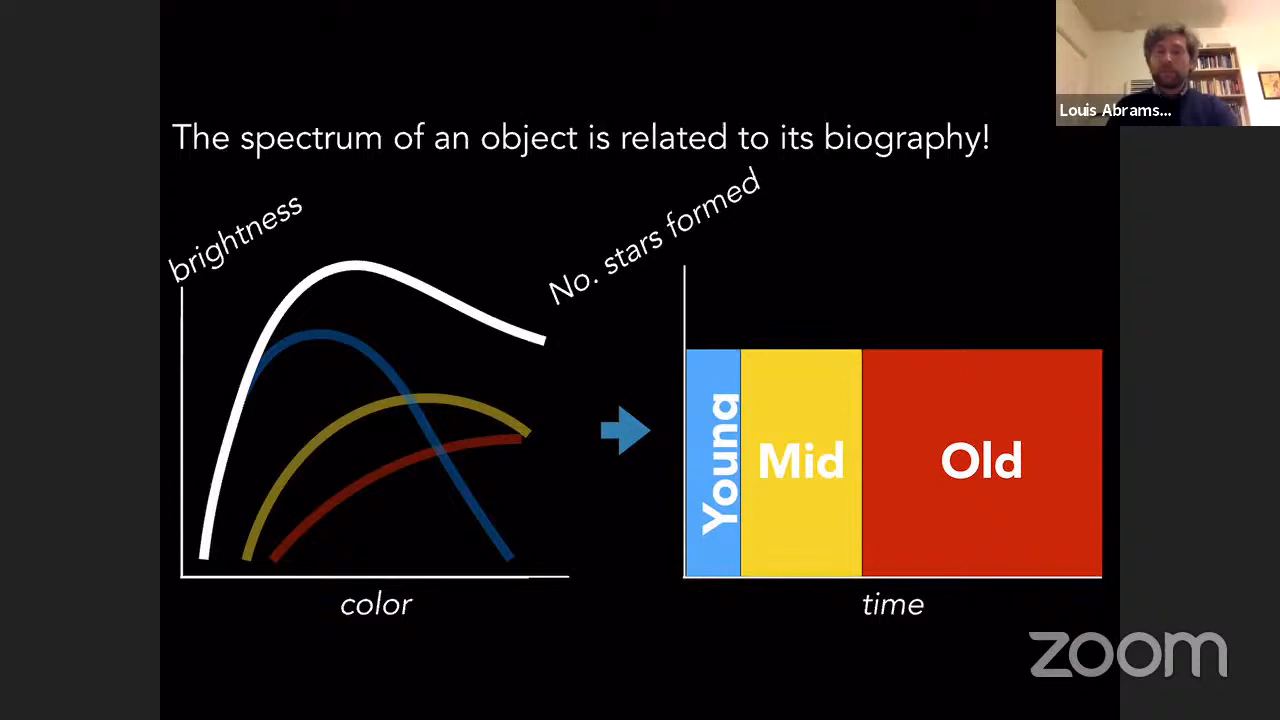 Louis Abrams...
The spectrum of an object is related to its biography!
brightness
No. stars formed
Young
Mid
Old
color
time
zoom